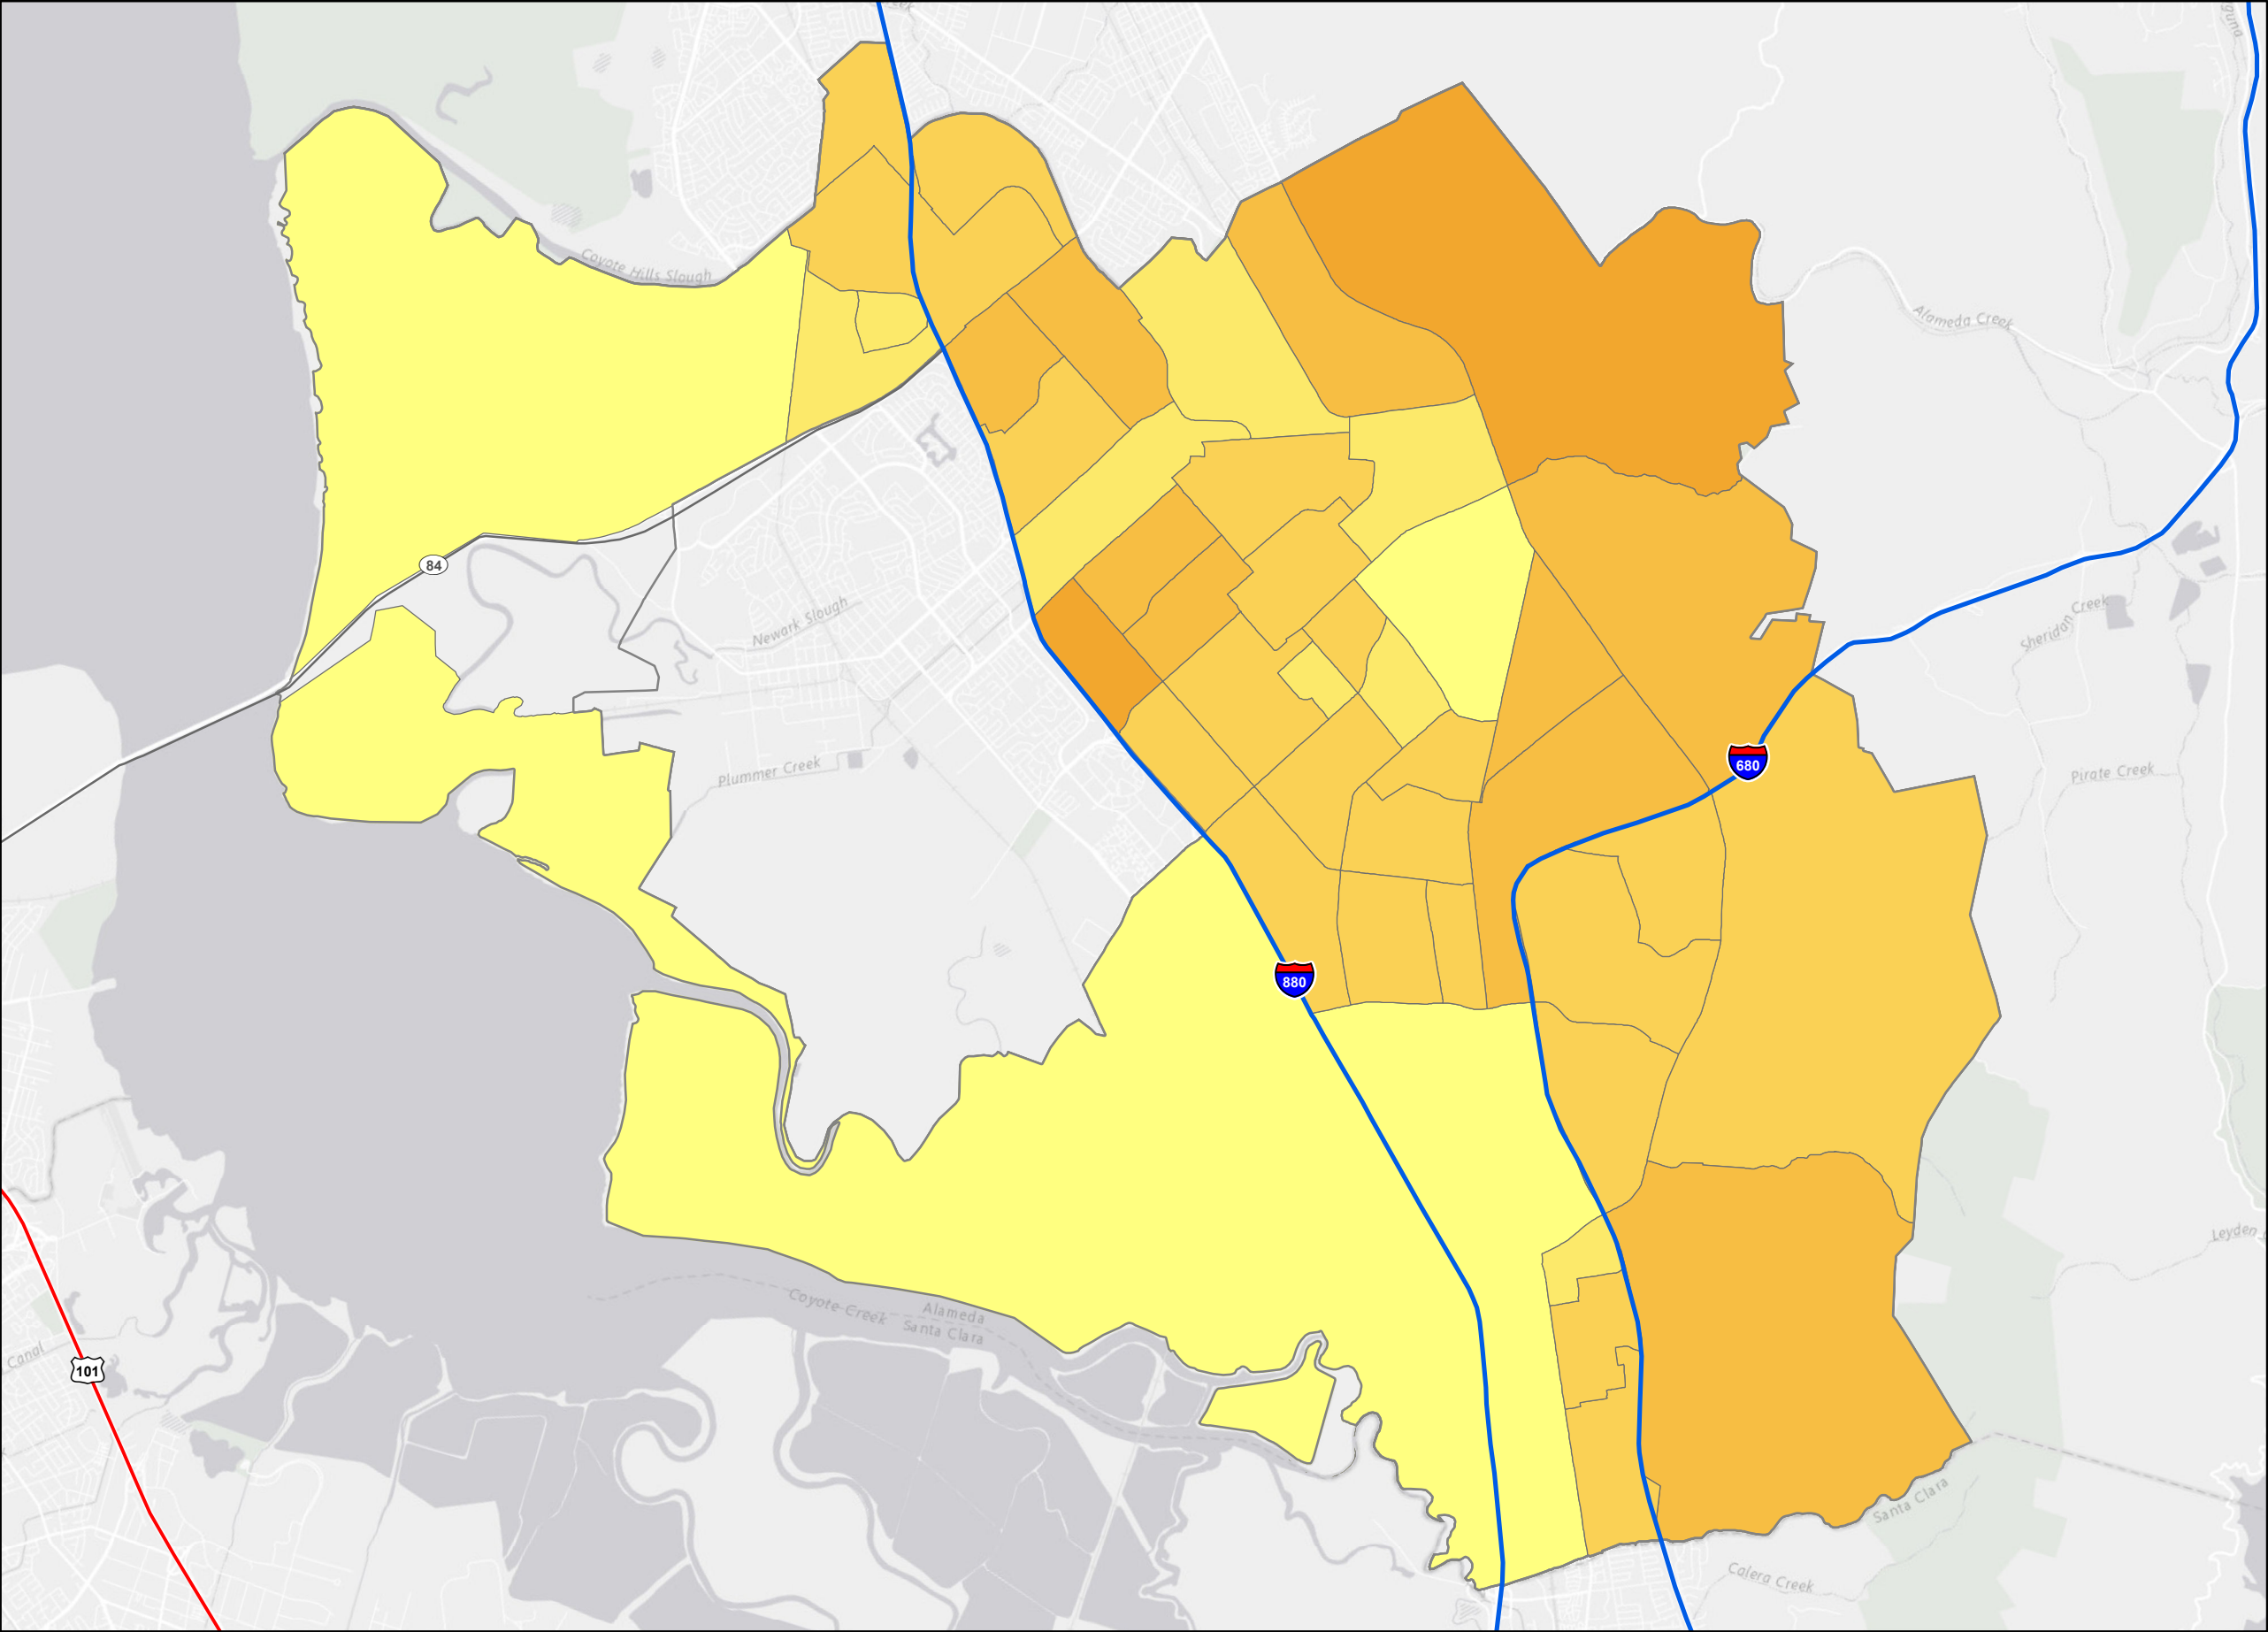 Creek
Coyote Hills Slough
Alameda Creek
84
Newark Slough
Sheridan Creek
Plummer Creek
680
Pirate Creek
880
Leyden
Coyote Creek
Alameda
Santa Clara
Canal
101
Santa Clara
Calera Creek